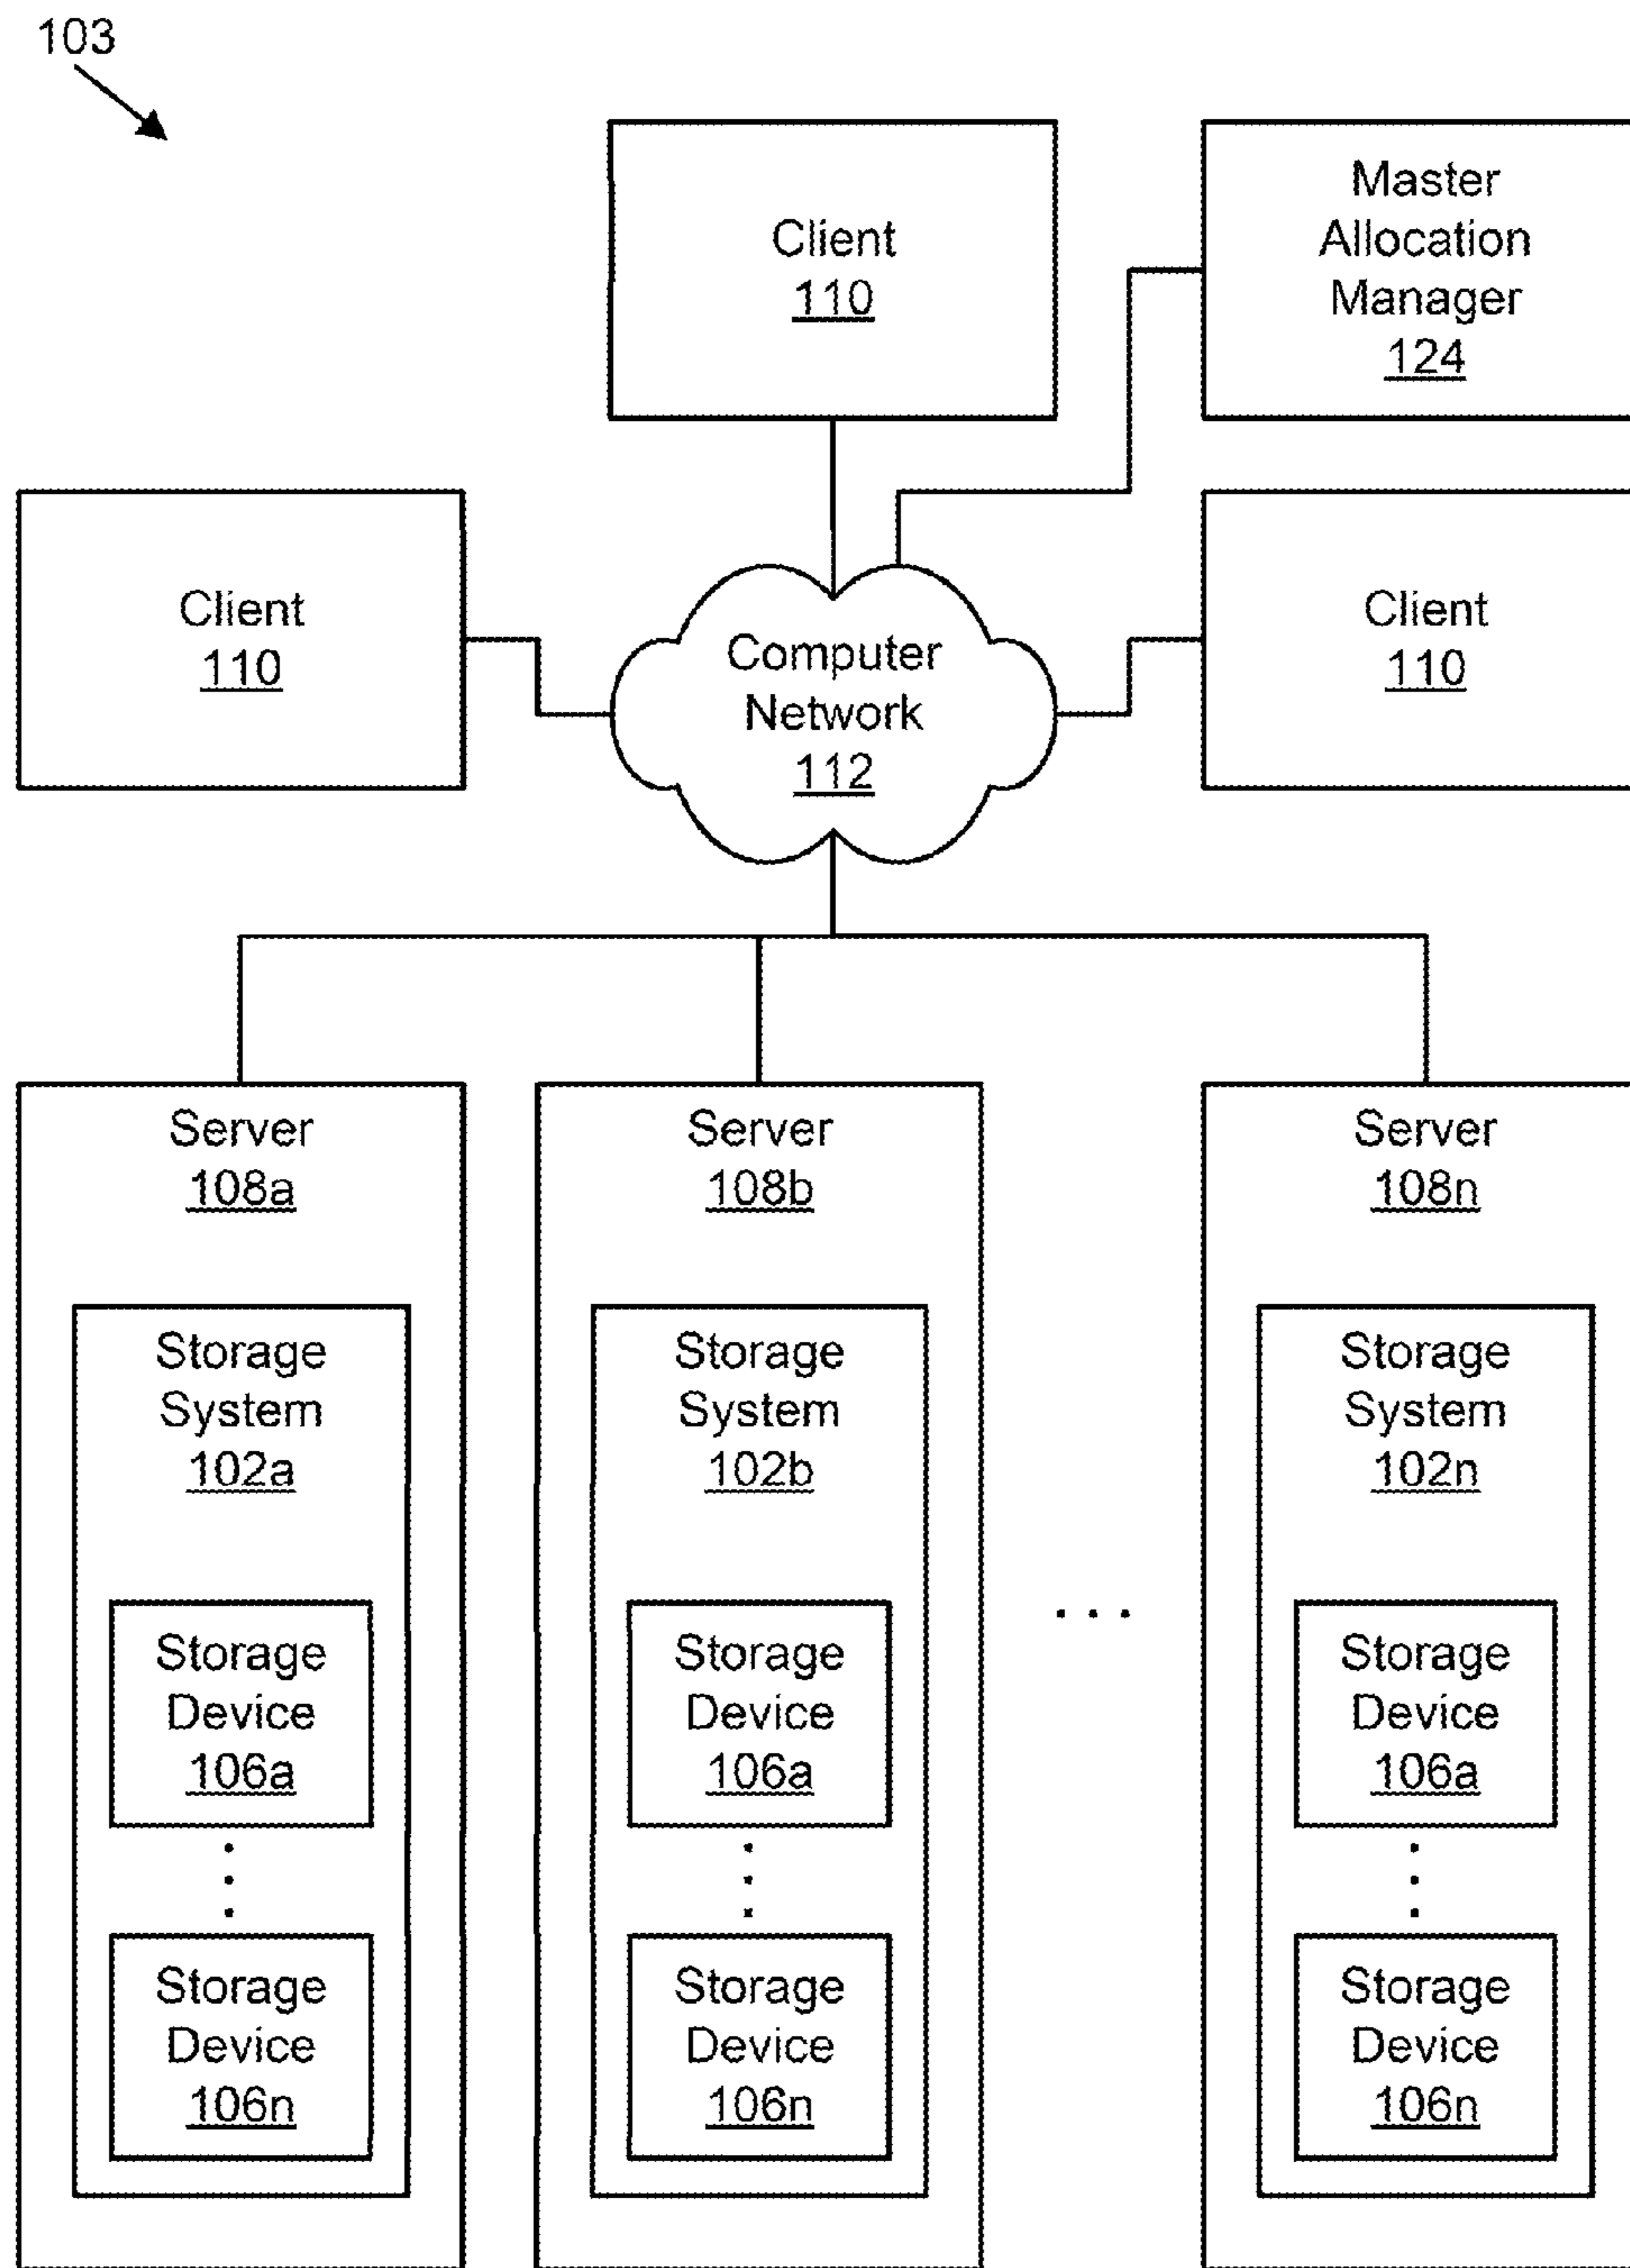 103
Client
110
Master
Allocation
Manager
124
Client
110
Computer
Network
112
Client
110
Server
108a
Storage
System
102a
Storage
Device
106a
Storage
Device
106n
Server
108b
Storage
System
102b
Storage
Device
106a
Storage
Device
106n
. . .
Server
108n
Storage
System
102n
Storage
Device
106a
Storage
Device
106n